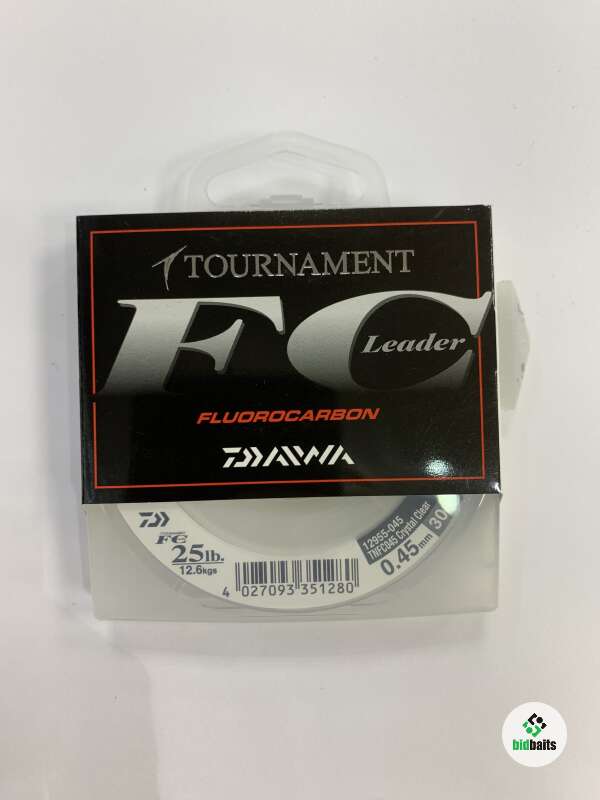 TOURNAMENT
FC
Leader
FLUOROCARBON
DAIWA
FC
25lb.
12.6kgs
4 027093 351280
12955-045
TNFC045 Crystal Clear
0.45mm 30
bidbaits